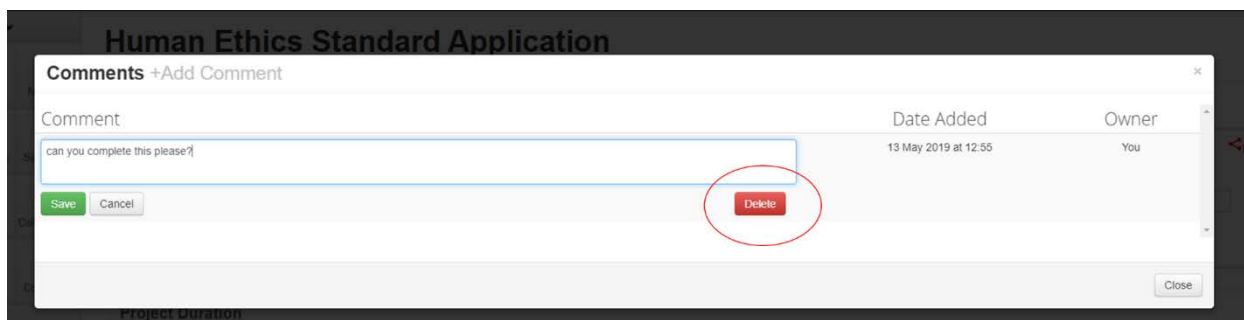 Human Ethics Standard Application
Comments +Add Comment
×
Comment Date Added Owner
can you complete this please? 13 May 2019 at 12:55 You
Save Cancel Delete
Close
Project Duration